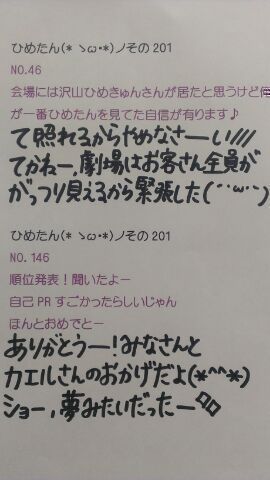 ひめたん(* ゝω・*)ノその 201
NO.46
会場には沢山ひめきゅんさんが居たと思うけど俺
が一番ひめたんを見てた自信が有ります♪
て照れるからやめなさーい///
てかねー,劇場はお客さん全員が
がっつり見えるから緊張した(´･ω･`)
ひめたん(* ゝω・*)ノその 201
NO. 146
順位発表！聞いたよー
自己 PR すごかったらしいじゃん
ほんとおめでとー
ありがとうー!みなさんと
カエルさんのおかげだよ(*^^*)
ショー,夢みたいだったー◇◇